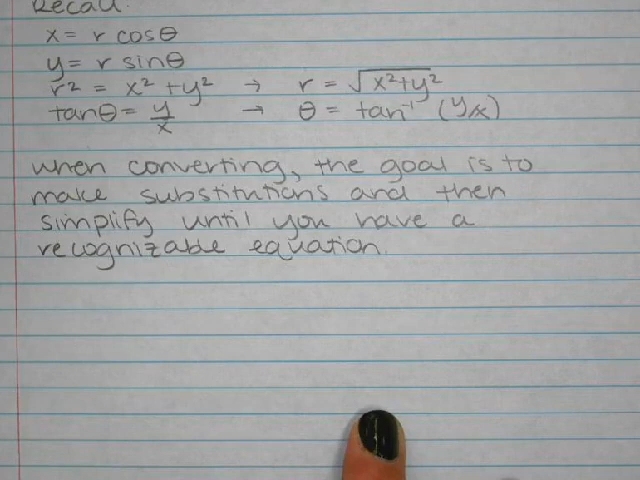 Recall:
x = r cosθ
y = r sinθ
r² = x² + y² → r = √x²+y²
tanθ = y/x → θ = tan⁻¹ (y/x)
when converting, the goal is to
make substitutions and then
simplify until you have a
recognizable equation.